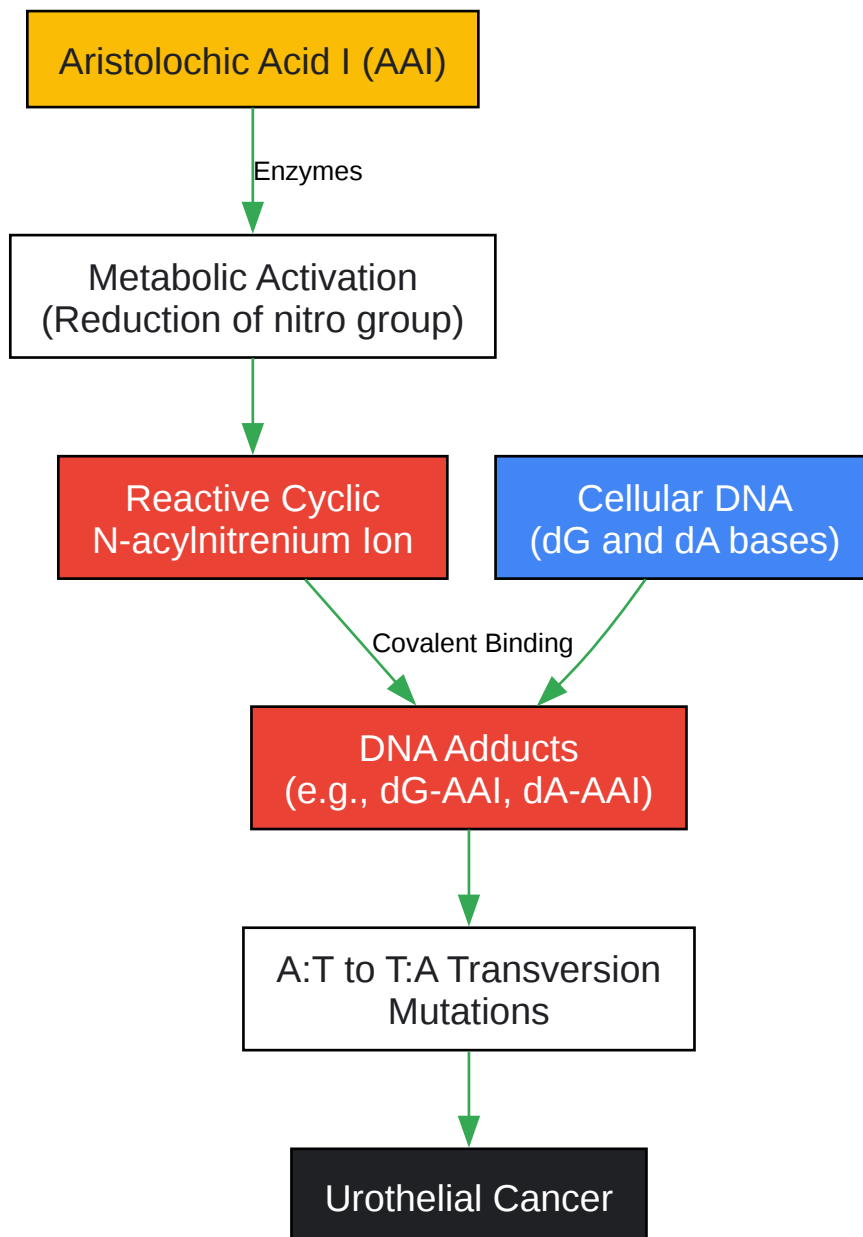 Aristolochic Acid I (AAI)
Enzymes
Metabolic Activation
(Reduction of nitro group)
Reactive Cyclic
N-acylnitrenium Ion
Cellular DNA
(dG and dA bases)
Covalent Binding
DNA Adducts
(e.g., dG-AAI, dA-AAI)
A:T to T:A Transversion
Mutations
Urothelial Cancer